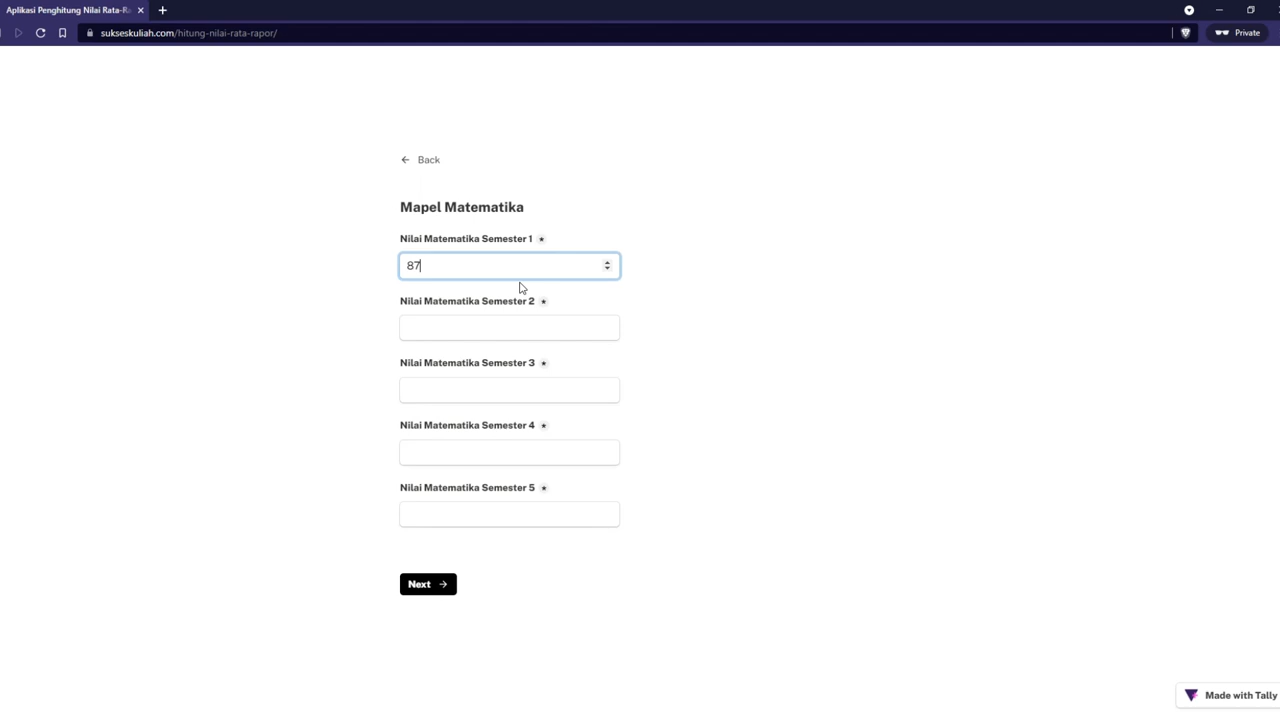 Aplikasi Penghitung Nilai Rata-Ra
sukseskuliah.com/hitung-nilai-rata-rapor/
Private
Back
Mapel Matematika
Nilai Matematika Semester 1
87
Nilai Matematika Semester 2
Nilai Matematika Semester 3
Nilai Matematika Semester 4
Nilai Matematika Semester 5
Next
Made with Tally